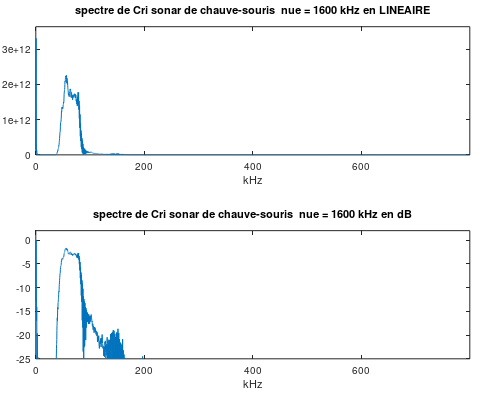 spectre de Cri sonar de chauve-souris  nue = 1600 kHz en LINEAIRE
3e+12
2e+12
1e+12
0
0 200 400 600
kHz
spectre de Cri sonar de chauve-souris  nue = 1600 kHz en dB
0
-5
-10
-15
-20
-25
0 200 400 600
kHz